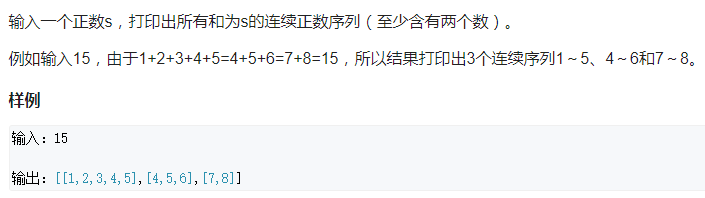 输入一个正数s，打印出所有和为s的连续正数序列（至少含有两个数）。
例如输入15，由于1+2+3+4+5=4+5+6=7+8=15，所以结果打印出3个连续序列1～5、4～6和7～8。
样例
输入：15
输出：[[1,2,3,4,5],[4,5,6],[7,8]]